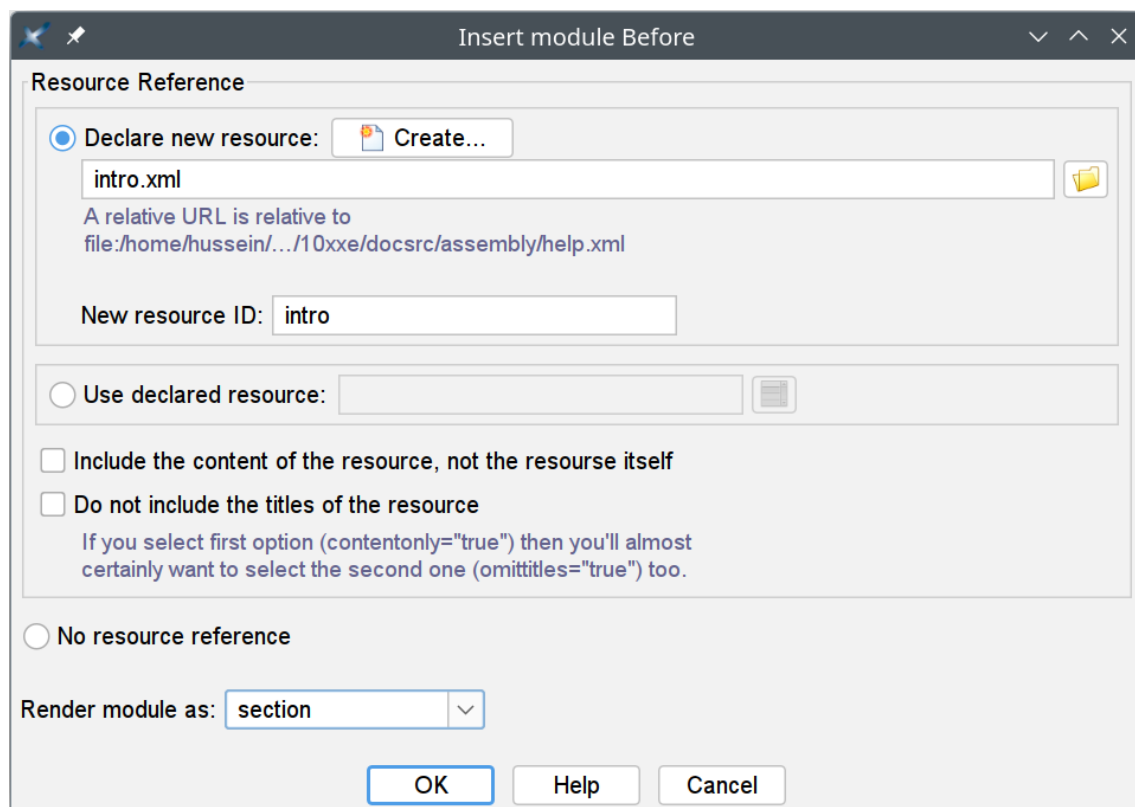 Insert module Before
Resource Reference
Declare new resource: Create...
intro.xml
A relative URL is relative to
file:/home/hussein/…/10xxe/docsrc/assembly/help.xml
New resource ID: intro
Use declared resource:
Include the content of the resource, not the resourse itself
Do not include the titles of the resource
If you select first option (contentonly="true") then you'll almost
certainly want to select the second one (omittitles="true") too.
No resource reference
Render module as: section
OK Help Cancel